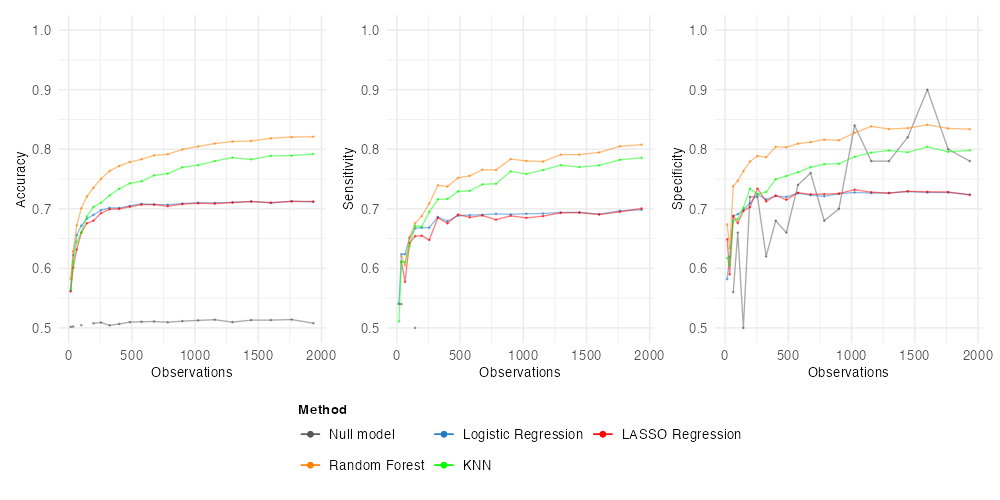 1.0
0.9
0.8
0.7
0.6
0.5
Accuracy
0 500 1000 1500 2000
Observations
1.0
0.9
0.8
0.7
0.6
0.5
Sensitivity
0 500 1000 1500 2000
Observations
1.0
0.9
0.8
0.7
0.6
0.5
Specificity
0 500 1000 1500 2000
Observations
Method
Null model Logistic Regression LASSO Regression
Random Forest KNN